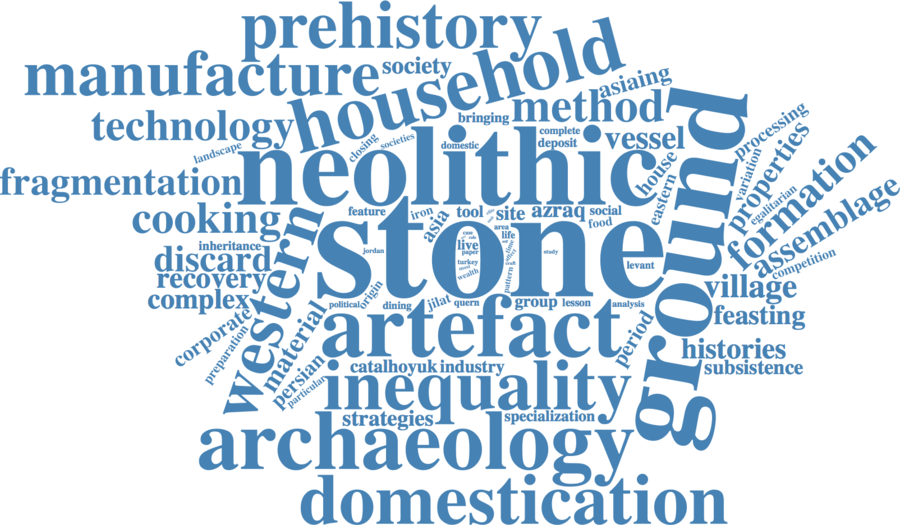 prehistory
manufacture
society
household
asiaing
technology
bringing
method
ground
landscape
closing
societies
neolithic
domestic
complete
deposit
vessel
processing
fragmentation
house
eastern
variation
properties
egalitarian
formation
cooking
feature
iron
asia
tool
site
azraq
social
food
assemblage
inheritance
western
stone
area
life
live
paper
turkey
wealth
pattern
time
study
case
jordan
levant
competition
discard
recovery
complex
political
origin
dining
jilat
quern
group
lesson
analysis
village
corporate
preparation
material
artefact
period
feasting
persian
particular
catalhoyuk
industry
histories
subsistence
inequality
strategies
specialization
archaeology
domestication